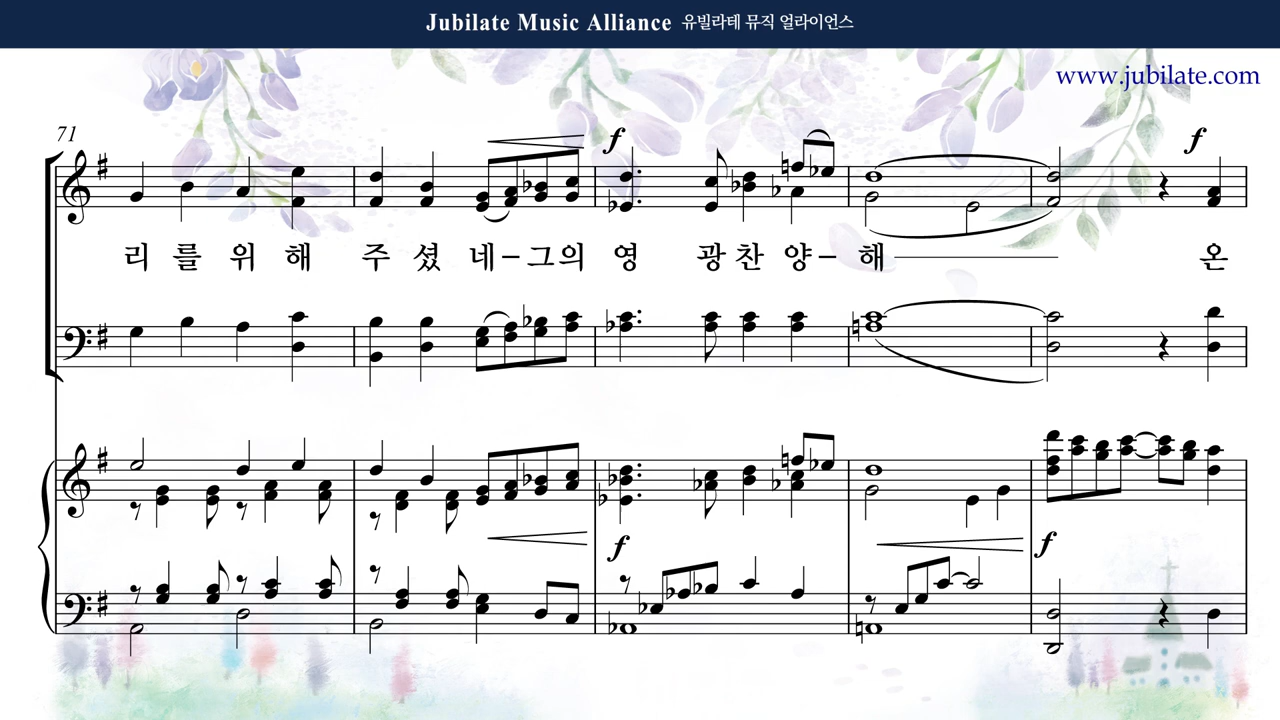 Jubilate Music Alliance 유빌라테 뮤직 얼라이언스
www.jubilate.com
71
f f
리 를 위 해 주 셨 네-그의 영 광 찬 양- 해 온
f f